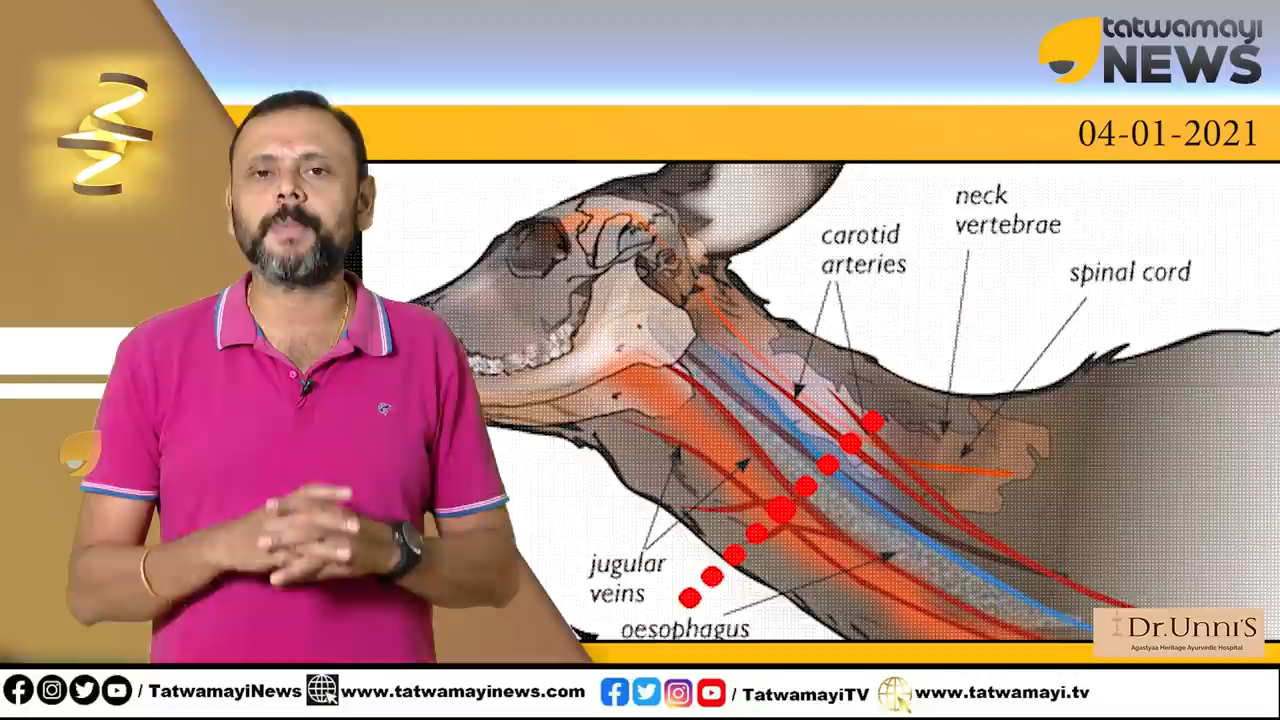 tatwamayi
NEWS
04-01-2021
neck
vertebrae
carotid
arteries
spinal cord
jugular
veins
oesophagus
Dr.Unni'S
Agastyaa Heritage Ayurvedic Hospital
/ TatwamayiNews www.tatwamayinews.com / TatwamayiTV www.tatwamayi.tv